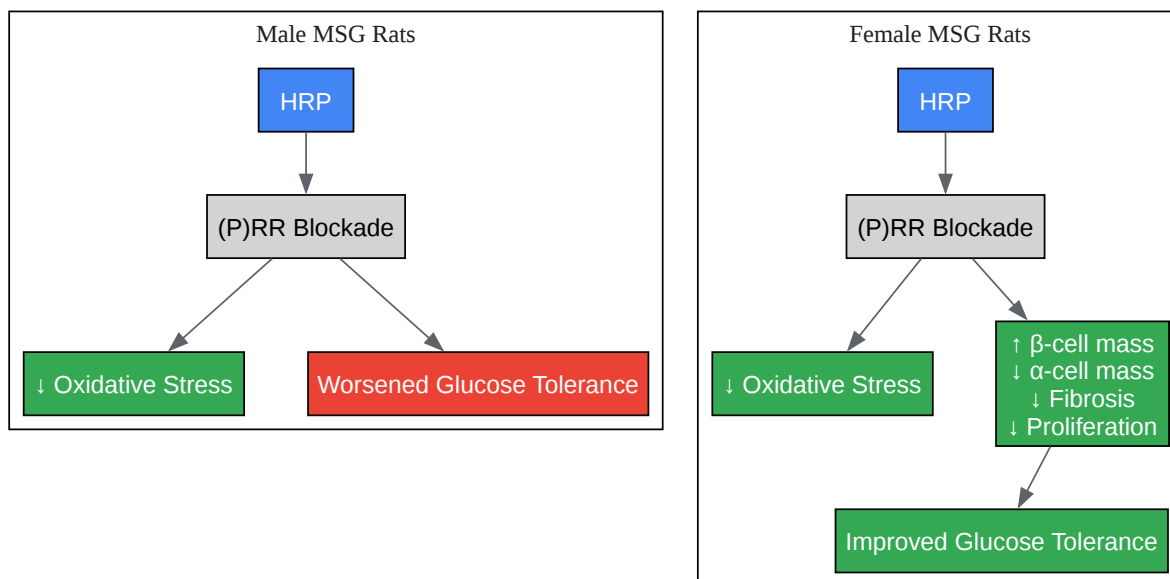 Male MSG Rats
HRP
(P)RR Blockade
↓ Oxidative Stress
Worsened Glucose Tolerance
Female MSG Rats
HRP
(P)RR Blockade
↓ Oxidative Stress
↑ β-cell mass
↓ α-cell mass
↓ Fibrosis
↓ Proliferation
Improved Glucose Tolerance